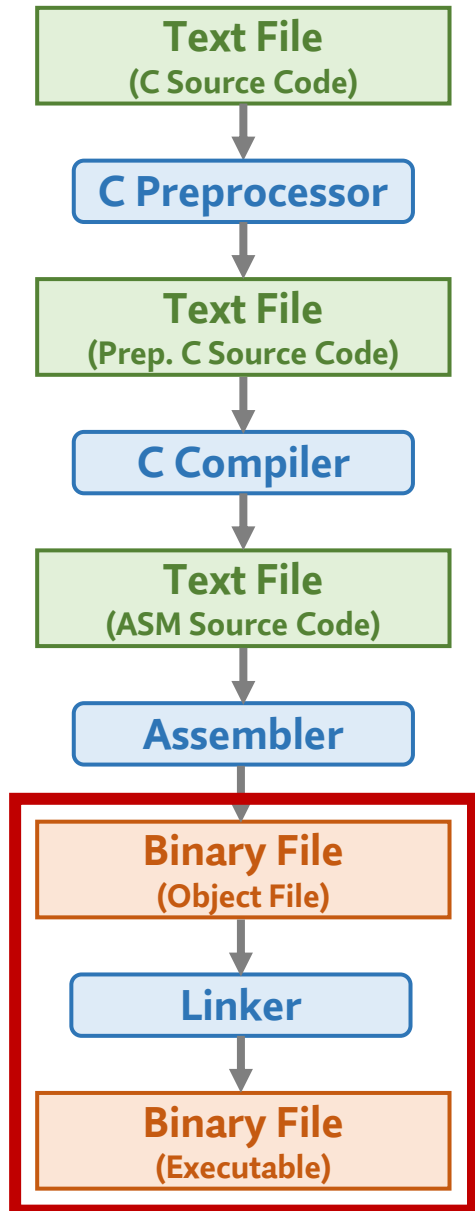 Text File
(C Source Code)
C Preprocessor
Text File
(Prep. C Source Code)
C Compiler
Text File
(ASM Source Code)
Assembler
Binary File
(Object File)
Linker
Binary File
(Executable)